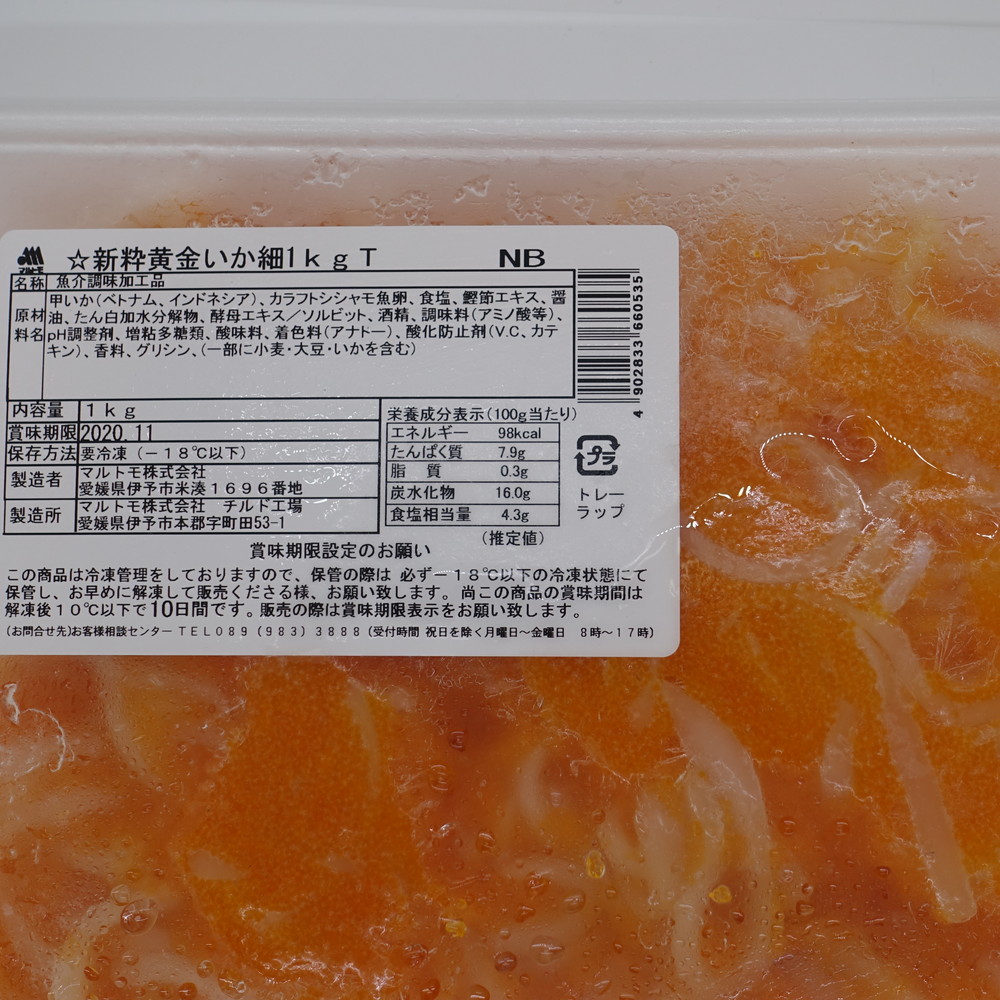 マルトモ
☆新粋黄金いか細1kgT NB
名称 魚介調味加工品
原材料名 甲いか(ベトナム、インドネシア)、カラフトシシャモ魚卵、食塩、鰹節エキス、醤
油、たん白加水分解物、酵母エキス/ソルビット、酒精、調味料(アミノ酸等)、
pH調整剤、増粘多糖類、酸味料、着色料(アナトー)、酸化防止剤(V.C、カテ
キン)、香料、グリシン、(一部に小麦・大豆・いかを含む)
4 902833 660535
内容量 1kg
賞味期限 2020.11
保存方法 要冷凍(-18℃以下)
製造者 マルトモ株式会社
愛媛県伊予市米湊1696番地
製造所 マルトモ株式会社 チルド工場
愛媛県伊予市本郡字町田53-1
栄養成分表示(100g当たり)
エネルギー 98kcal
たんぱく質 7.9g
脂 質 0.3g
炭水化物 16.0g
食塩相当量 4.3g
(推定値)
プラ
トレー
ラップ
賞味期限設定のお願い
この商品は冷凍管理をしておりますので、保管の際は 必ず-18℃以下の冷凍状態にて
保管し、お早めに解凍して販売くださる様、お願い致します。尚この商品の賞味期間は
解凍後10℃以下で10日間です。販売の際は賞味期限表示をお願い致します。
(お問合せ先)お客様相談センター TEL089(983)3888(受付時間 祝日を除く月曜日~金曜日 8時~17時)